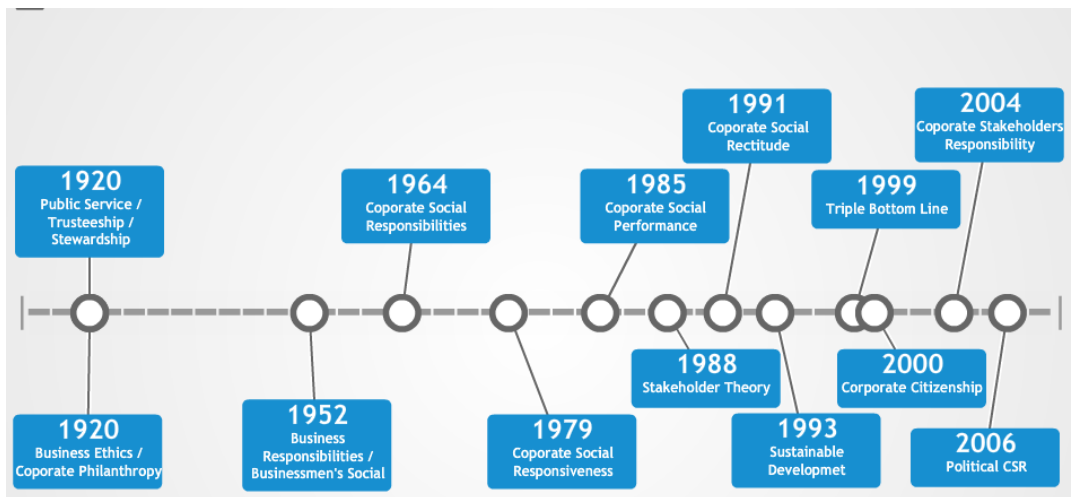 1920
Public Service /
Trusteeship /
Stewardship
1920
Business Ethics /
Coporate Philanthropy
1952
Business
Responsibilities /
Businessmen's Social
1964
Coporate Social
Responsibilities
1979
Coporate Social
Responsiveness
1985
Coporate Social
Performance
1988
Stakeholder Theory
1991
Coporate Social
Rectitude
1993
Sustainable
Developmet
1999
Triple Bottom Line
2000
Corporate Citizenship
2004
Coporate Stakeholders
Responsibility
2006
Political CSR